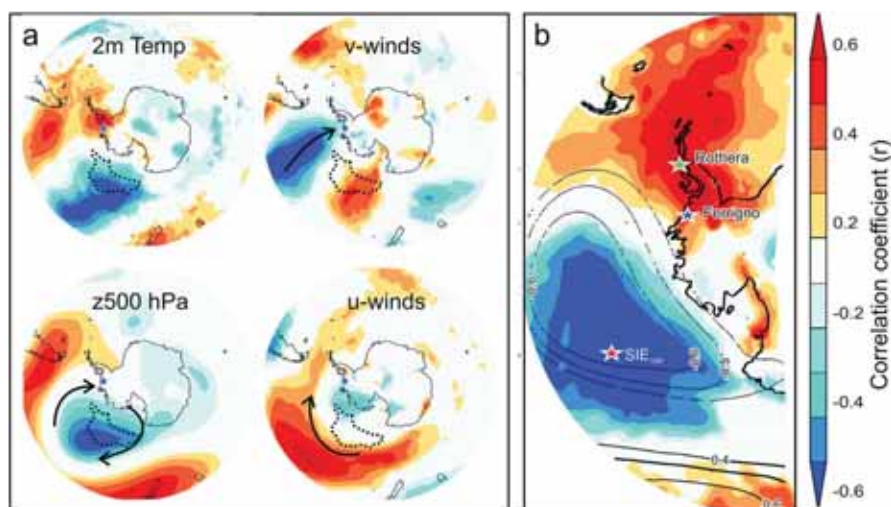 a
2m Temp
v-winds
z500 hPa
u-winds
b
Rothera
Ferrigno
SIE
0.4
0.6
0.4
0.2
-0.2
-0.4
-0.6
Correlation coefficient (r)